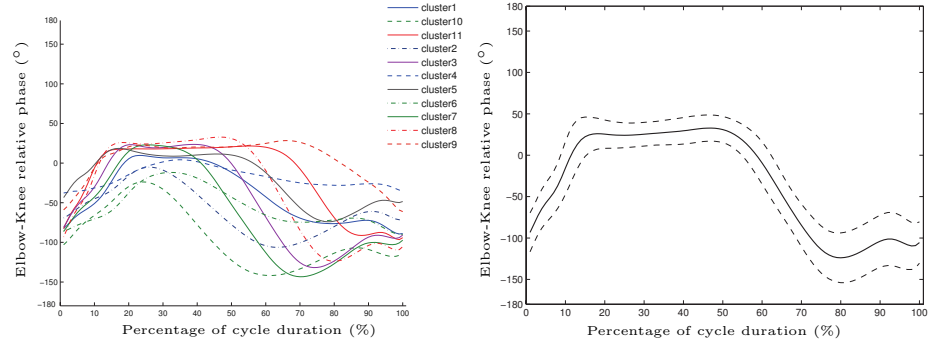 cluster1
cluster10
cluster11
cluster2
cluster3
cluster4
cluster5
cluster6
cluster7
cluster8
cluster9
Elbow-Knee relative phase (°)
180
150
100
50
0
-50
-100
-150
-180
0 10 20 30 40 50 60 70 80 90 100
Percentage of cycle duration (%)
Elbow-Knee relative phase (°)
180
150
100
50
0
-50
-100
-150
-180
0 10 20 30 40 50 60 70 80 90 100
Percentage of cycle duration (%)